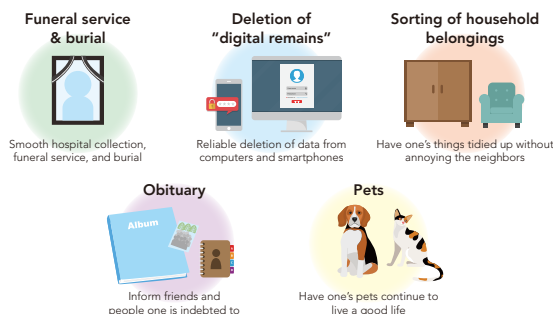 Funeral service
& burial
Smooth hospital collection,
funeral service, and burial
Deletion of
“digital remains”
Reliable deletion of data from
computers and smartphones
Sorting of household
belongings
Have one’s things tidied up without
annoying the neighbors
Obituary
Album
Inform friends and
people one is indebted to
Pets
Have one’s pets continue to
live a good life